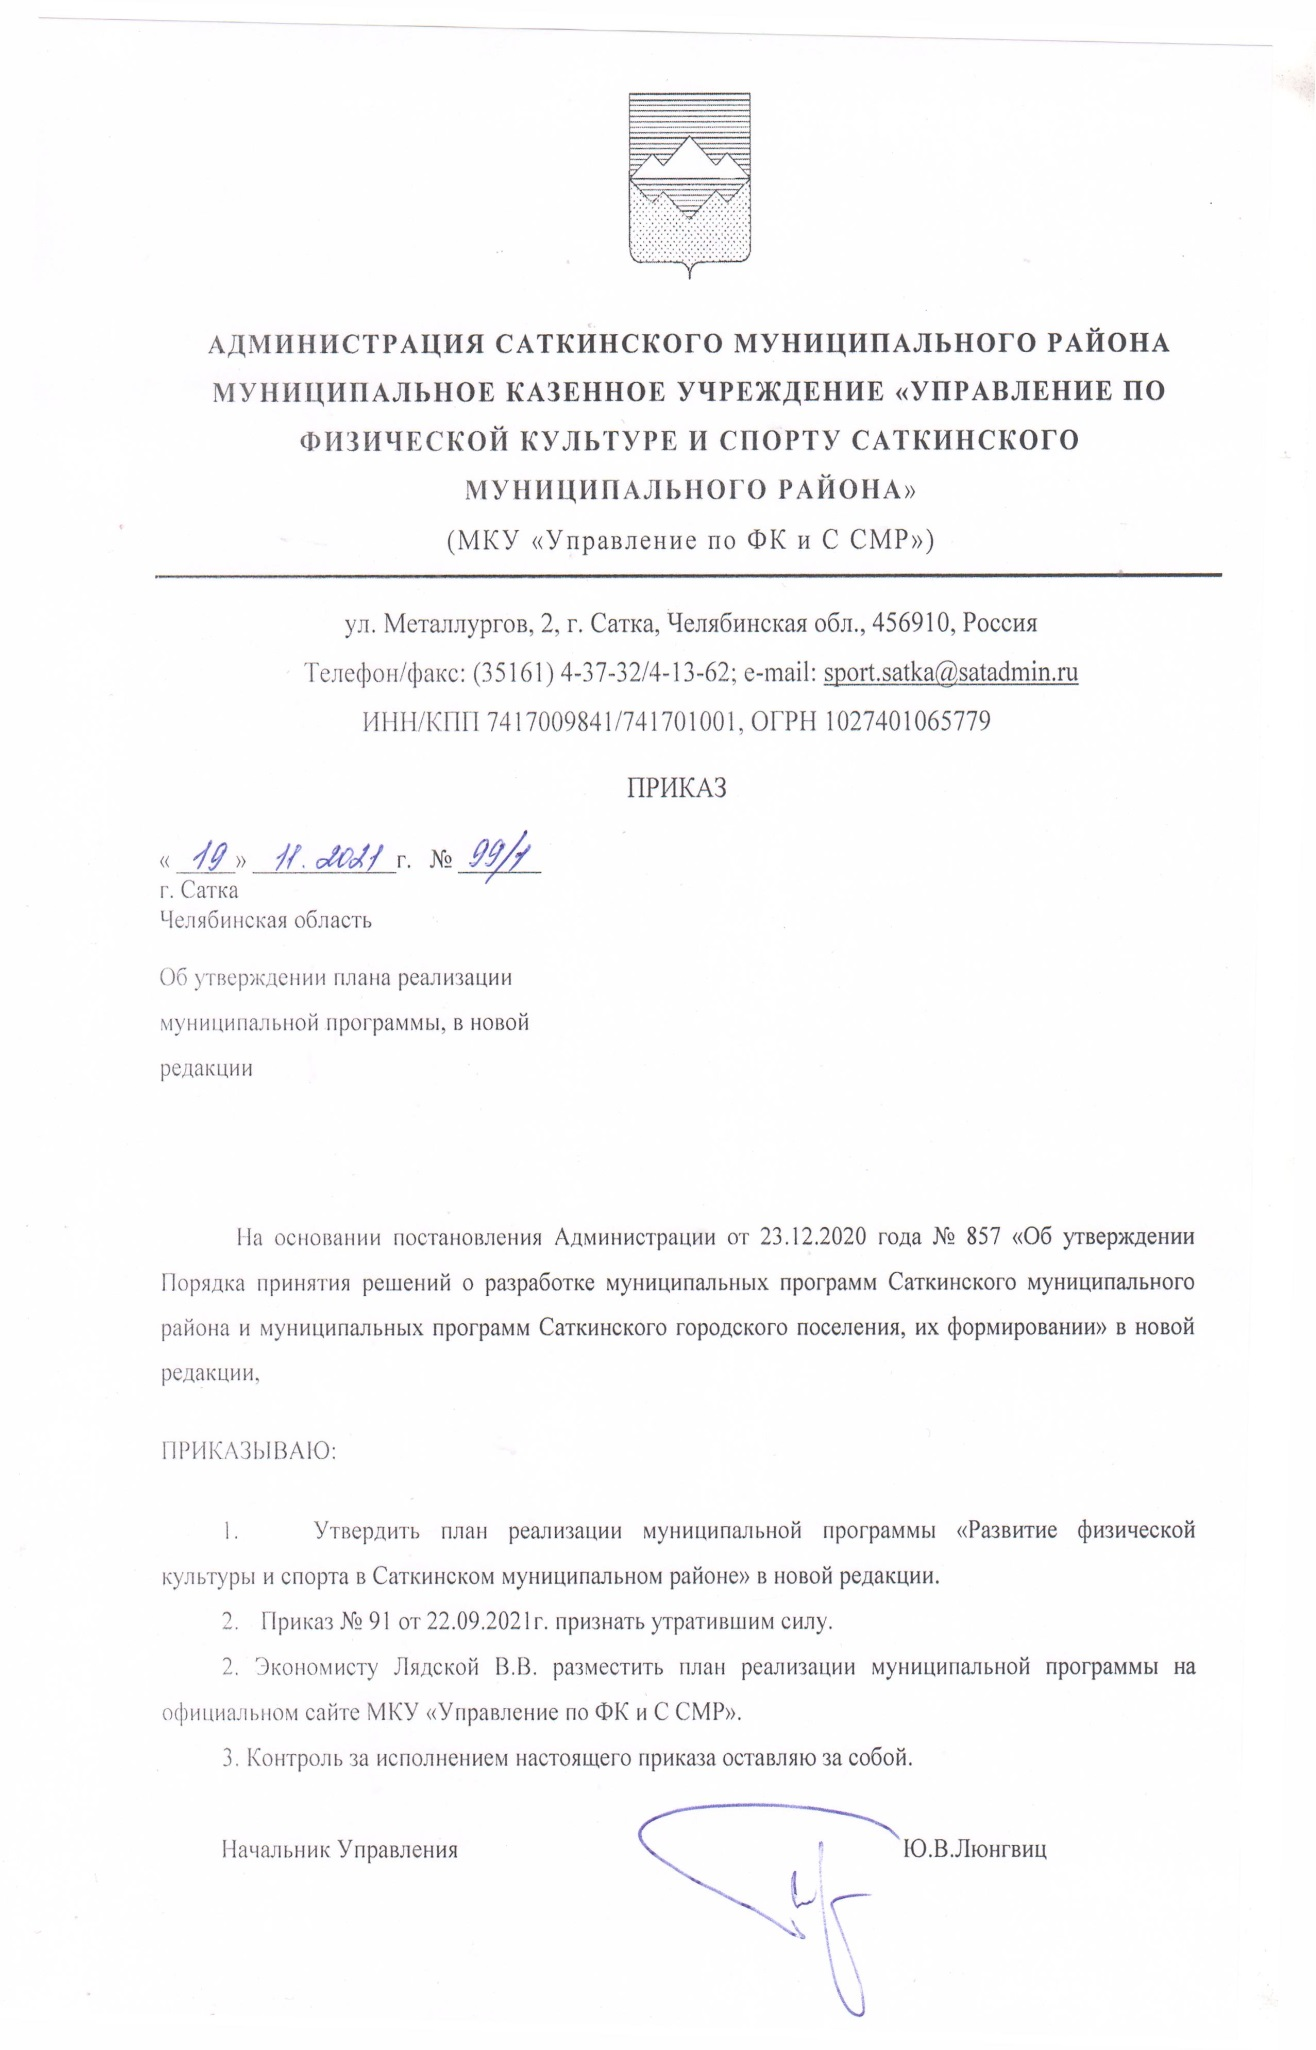 АДМИНИСТРАЦИЯ САТКИНСКОГО МУНИЦИПАЛЬНОГО РАЙОНА
МУНИЦИПАЛЬНОЕ КАЗЕННОЕ УЧРЕЖДЕНИЕ «УПРАВЛЕНИЕ ПО
ФИЗИЧЕСКОЙ КУЛЬТУРЕ И СПОРТУ САТКИНСКОГО
МУНИЦИПАЛЬНОГО РАЙОНА»
(МКУ «Управление по ФК и С СМР»)
ул. Металлургов, 2, г. Сатка, Челябинская обл., 456910, Россия
Телефон/факс: (35161) 4-37-32/4-13-62; e-mail: sport.satka@satadmin.ru
ИНН/КПП 7417009841/741701001, ОГРН 1027401065779
ПРИКАЗ
« 19 » 11. 2021 г. № 99/1
г. Сатка
Челябинская область
Об утверждении плана реализации
муниципальной программы, в новой
редакции
На основании постановления Администрации от 23.12.2020 года № 857 «Об утверждении
Порядка принятия решений о разработке муниципальных программ Саткинского муниципального
района и муниципальных программ Саткинского городского поселения, их формировании» в новой
редакции,
ПРИКАЗЫВАЮ:
1. Утвердить план реализации муниципальной программы «Развитие физической
культуры и спорта в Саткинском муниципальном районе» в новой редакции.
2. Приказ № 91 от 22.09.2021г. признать утратившим силу.
2. Экономисту Лядской В.В. разместить план реализации муниципальной программы на
официальном сайте МКУ «Управление по ФК и С СМР».
3. Контроль за исполнением настоящего приказа оставляю за собой.
Начальник Управления Ю.В.Люнгвиц